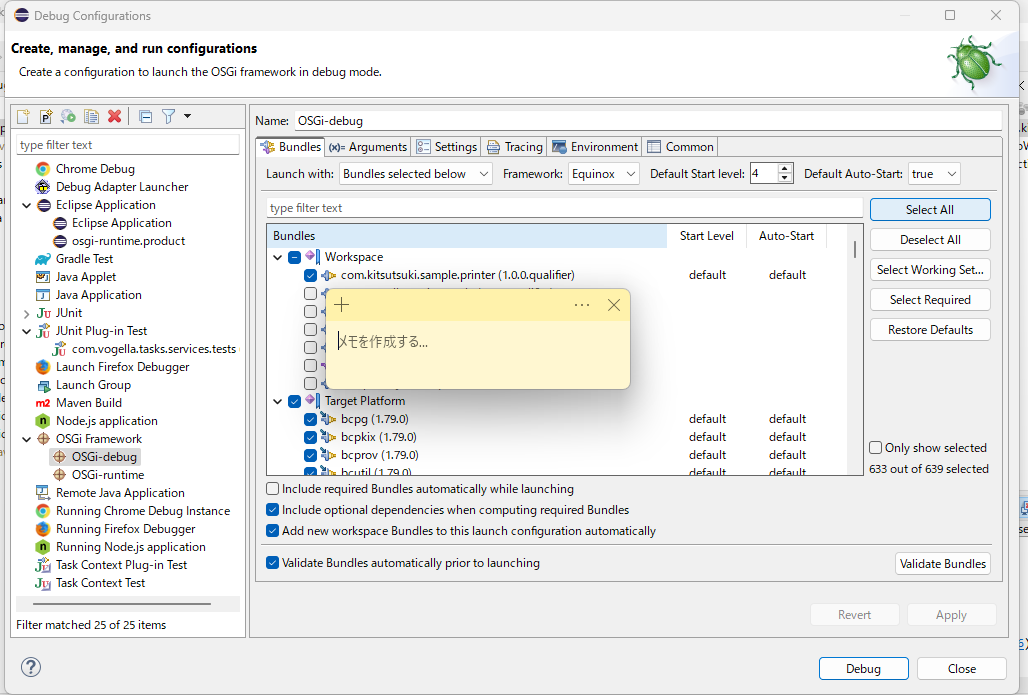 Debug Configurations
Create, manage, and run configurations
Create a configuration to launch the OSGi framework in debug mode.
type filter text
Chrome Debug
Debug Adapter Launcher
Eclipse Application
Eclipse Application
osgi-runtime.product
Gradle Test
Java Applet
Java Application
JUnit
JUnit Plug-in Test
com.vogella.tasks.services.tests
Launch Firefox Debugger
Launch Group
Maven Build
Node.js application
OSGi Framework
OSGi-debug
OSGi-runtime
Remote Java Application
Running Chrome Debug Instance
Running Firefox Debugger
Running Node.js application
Task Context Plug-in Test
Task Context Test
Filter matched 25 of 25 items
Name: OSGi-debug
Bundles (x)= Arguments Settings Tracing Environment Common
Launch with: Bundles selected below Framework: Equinox Default Start level: 4 Default Auto-Start: true
type filter text
Bundles Start Level Auto-Start
Workspace
com.kitsutsuki.sample.printer (1.0.0.qualifier) default default
メモを作成する...
Target Platform
bcpg (1.79.0) default default
bcpkix (1.79.0) default default
bcprov (1.79.0) default default
bcutil (1.79.0) default default
Select All
Deselect All
Select Working Set...
Select Required
Restore Defaults
Only show selected
633 out of 639 selected
Include required Bundles automatically while launching
Include optional dependencies when computing required Bundles
Add new workspace Bundles to this launch configuration automatically
Validate Bundles automatically prior to launching
Validate Bundles
Revert Apply
Debug Close